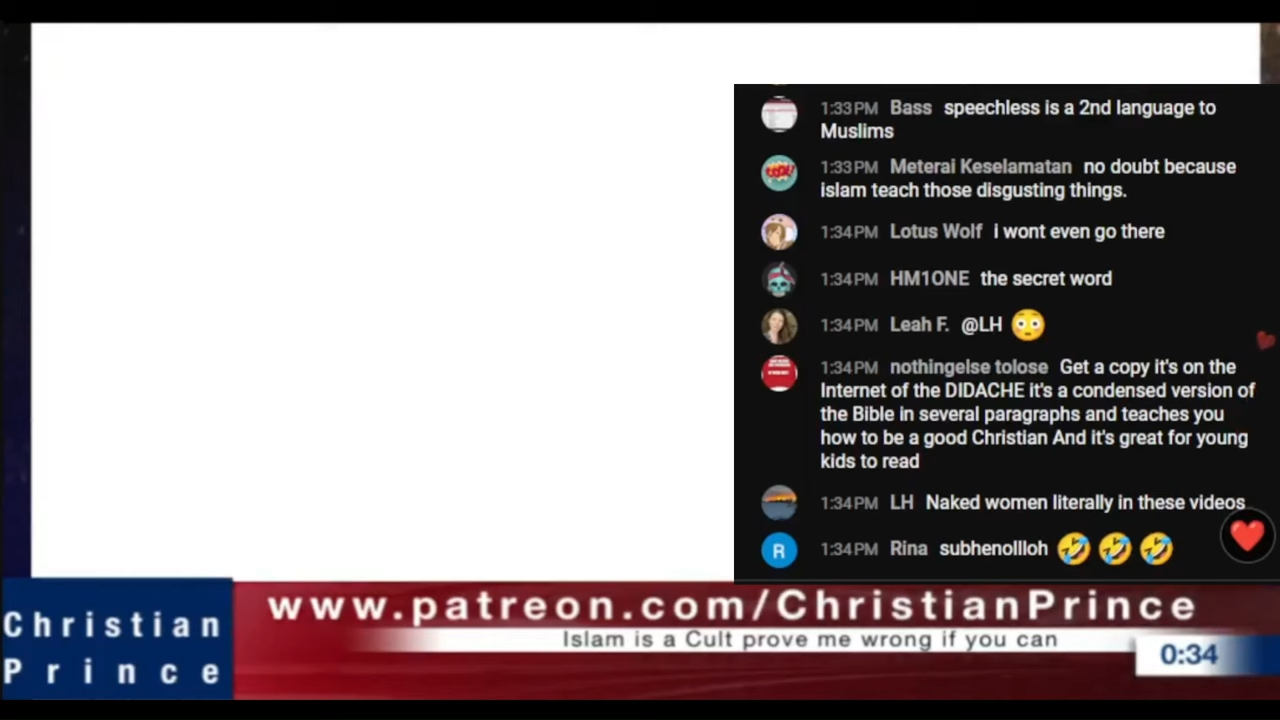 1:33 PM Bass speechless is a 2nd language to
Muslims
1:33 PM Meterai Keselamatan no doubt because
islam teach those disgusting things.
1:34 PM Lotus Wolf i wont even go there
1:34 PM HM1ONE the secret word
1:34 PM Leah F. @LH 😳
1:34 PM nothingelse tolose Get a copy it's on the
Internet of the DIDACHE it's a condensed version of
the Bible in several paragraphs and teaches you
how to be a good Christian And it's great for young
kids to read
1:34 PM LH Naked women literally in these videos
R 1:34 PM Rina subhenollloh 🤣 🤣 🤣
Christian
Prince
www.patreon.com/ChristianPrince
Islam is a Cult prove me wrong if you can
0:34